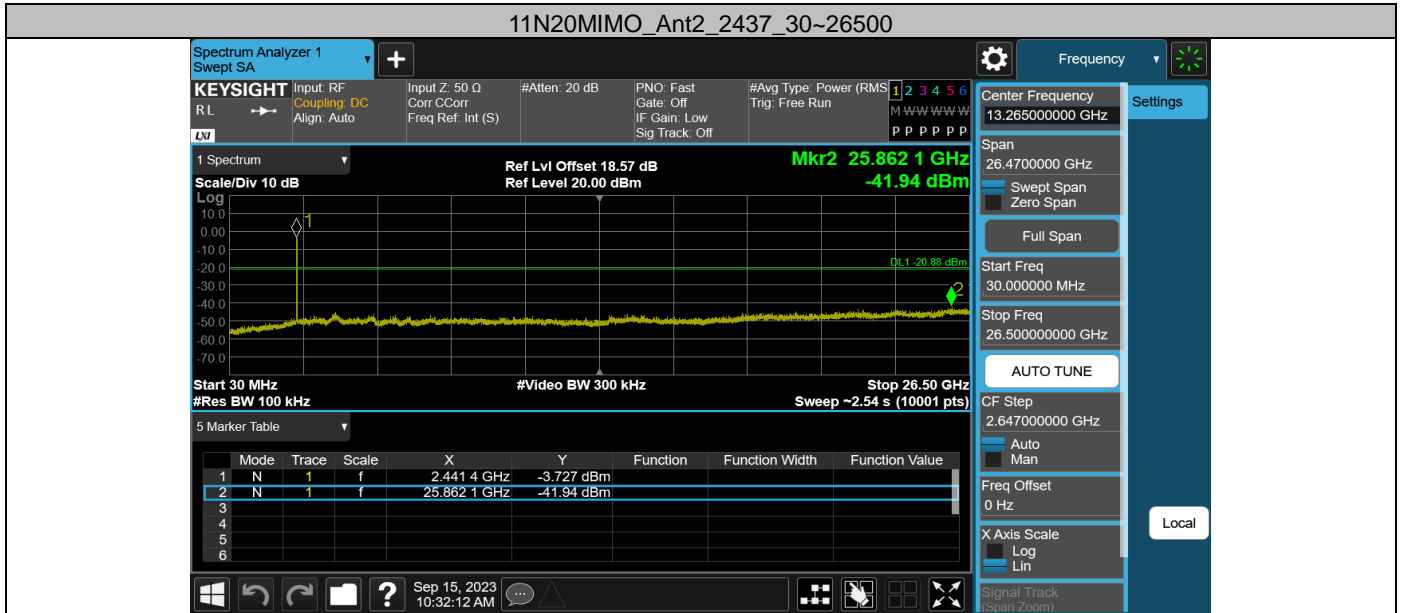 11N20MIMO_Ant2_2437_30~26500
Spectrum Analyzer 1
Swept SA
+
Frequency
KEYSIGHT
RL
LXI
Input: RF
Coupling: DC
Align: Auto
Input Z: 50 Ω
Corr CCorr
Freq Ref: Int (S)
#Atten: 20 dB
PNO: Fast
Gate: Off
IF Gain: Low
Sig Track: Off
#Avg Type: Power (RMS
Trig: Free Run
1 2 3 4 5 6
M W W W W W
P P P P P P
1 Spectrum
Scale/Div 10 dB
Ref Lvl Offset 18.57 dB
Ref Level 20.00 dBm
Mkr2 25.862 1 GHz
-41.94 dBm
Log
10.0
0.00
-10.0
-20.0
-30.0
-40.0
-50.0
-60.0
-70.0
1
DL1 -20.88 dBm
2
Start 30 MHz
#Video BW 300 kHz
Stop 26.50 GHz
#Res BW 100 kHz
Sweep ~2.54 s (10001 pts)
5 Marker Table
Mode Trace Scale X Y Function Function Width Function Value
1 N 1 f 2.441 4 GHz -3.727 dBm
2 N 1 f 25.862 1 GHz -41.94 dBm
3
4
5
6
Center Frequency
13.265000000 GHz
Settings
Span
26.4700000 GHz
Swept Span
Zero Span
Full Span
Start Freq
30.000000 MHz
Stop Freq
26.500000000 GHz
AUTO TUNE
CF Step
2.647000000 GHz
Auto
Man
Freq Offset
0 Hz
X Axis Scale
Log
Lin
Signal Track
(Span Zoom)
Local
?
Sep 15, 2023
10:32:12 AM